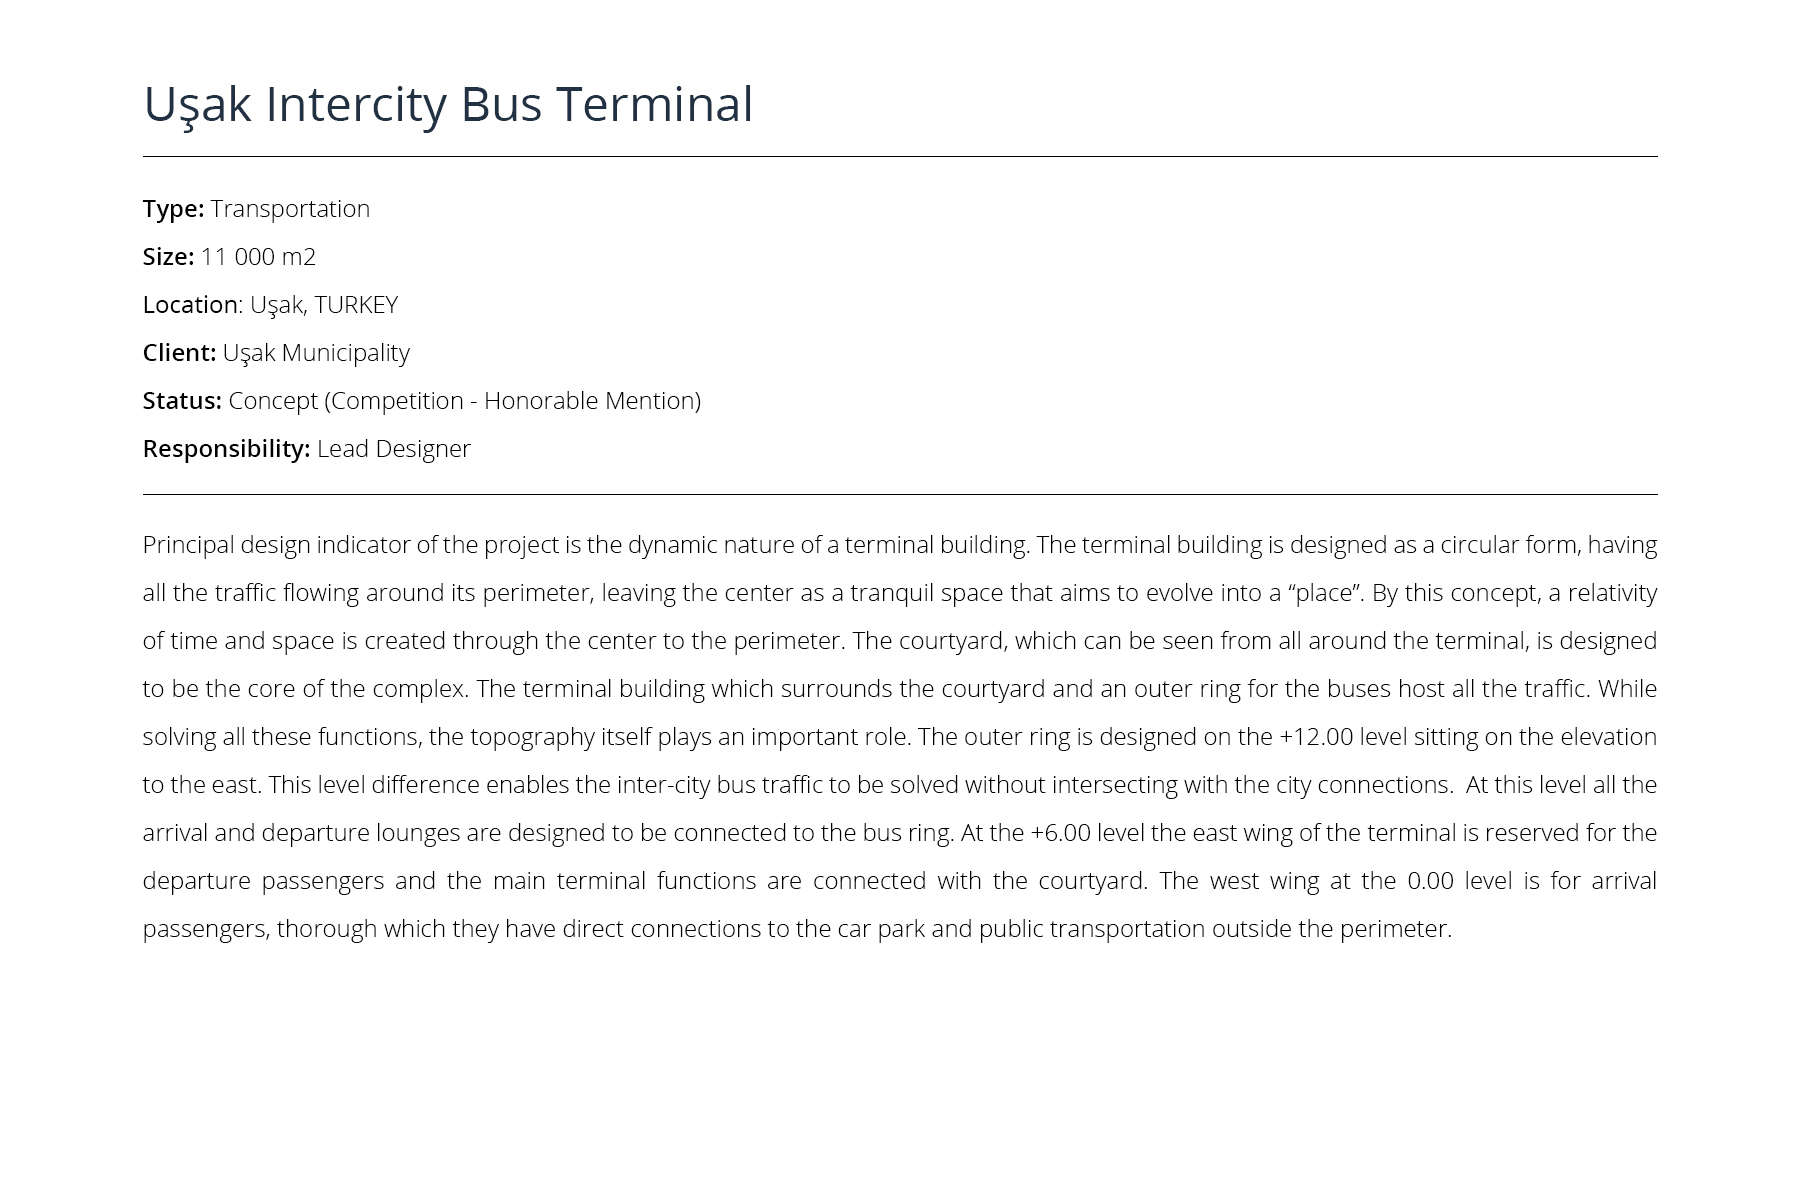 Uşak Intercity Bus Terminal
Type: Transportation
Size: 11 000 m2
Location: Uşak, TURKEY
Client: Uşak Municipality
Status: Concept (Competition - Honorable Mention)
Responsibility: Lead Designer
Principal design indicator of the project is the dynamic nature of a terminal building. The terminal building is designed as a circular form, having
all the traffic flowing around its perimeter, leaving the center as a tranquil space that aims to evolve into a “place”. By this concept, a relativity
of time and space is created through the center to the perimeter. The courtyard, which can be seen from all around the terminal, is designed
to be the core of the complex. The terminal building which surrounds the courtyard and an outer ring for the buses host all the traffic. While
solving all these functions, the topography itself plays an important role. The outer ring is designed on the +12.00 level sitting on the elevation
to the east. This level difference enables the inter-city bus traffic to be solved without intersecting with the city connections.  At this level all the
arrival and departure lounges are designed to be connected to the bus ring. At the +6.00 level the east wing of the terminal is reserved for the
departure passengers and the main terminal functions are connected with the courtyard. The west wing at the 0.00 level is for arrival
passengers, thorough which they have direct connections to the car park and public transportation outside the perimeter.